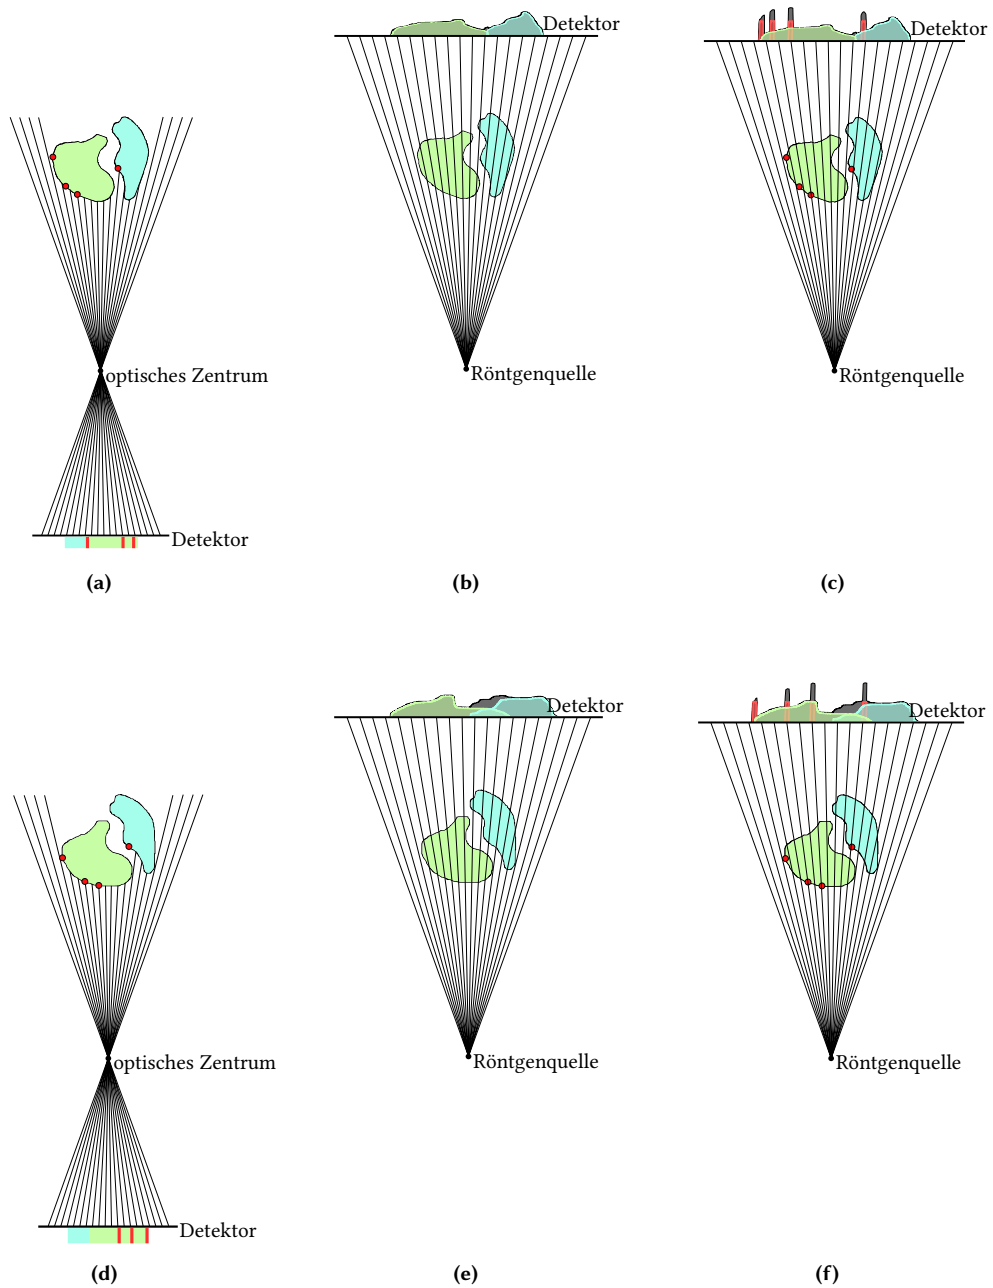 Detektor
Detektor
optisches Zentrum
Röntgenquelle
Röntgenquelle
Detektor
(a)
(b)
(c)
Detektor
Detektor
optisches Zentrum
Röntgenquelle
Röntgenquelle
Detektor
(d)
(e)
(f)